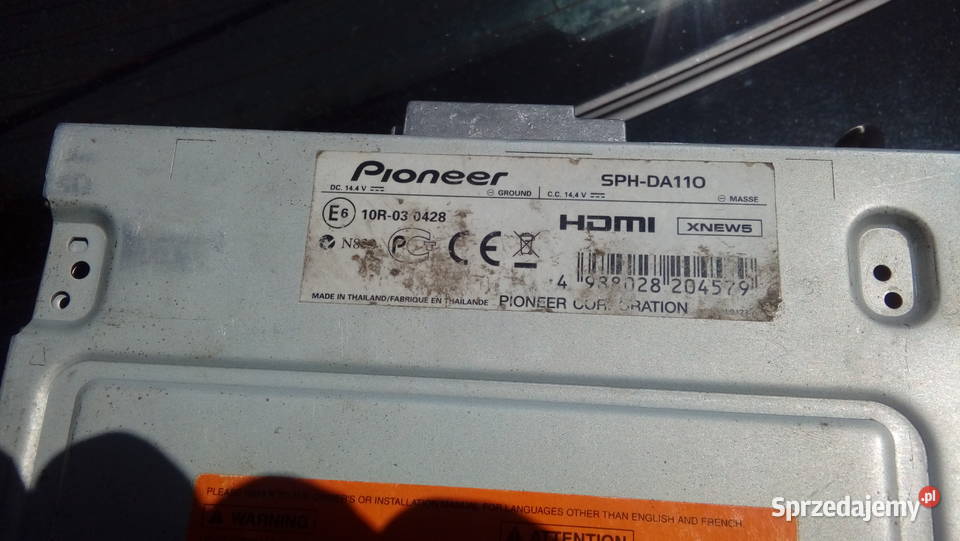 Pioneer SPH-DA110
DC. 14.4 V ⎓ ⊖ GROUND C.C. 14,4 V ⎓ ⊖ MASSE
E6 10R-03 0428 HDMI XNEW5
CE
4 938028 204579
MADE IN THAILAND/FABRIQUE EN THAILANDE PIONEER CORPORATION
PLEASE OR INSTALLATION FOR LANGUAGES OTHER THAN ENGLISH AND FRENCH.
WARNING ATTENTION
Sprzedajemy.pl